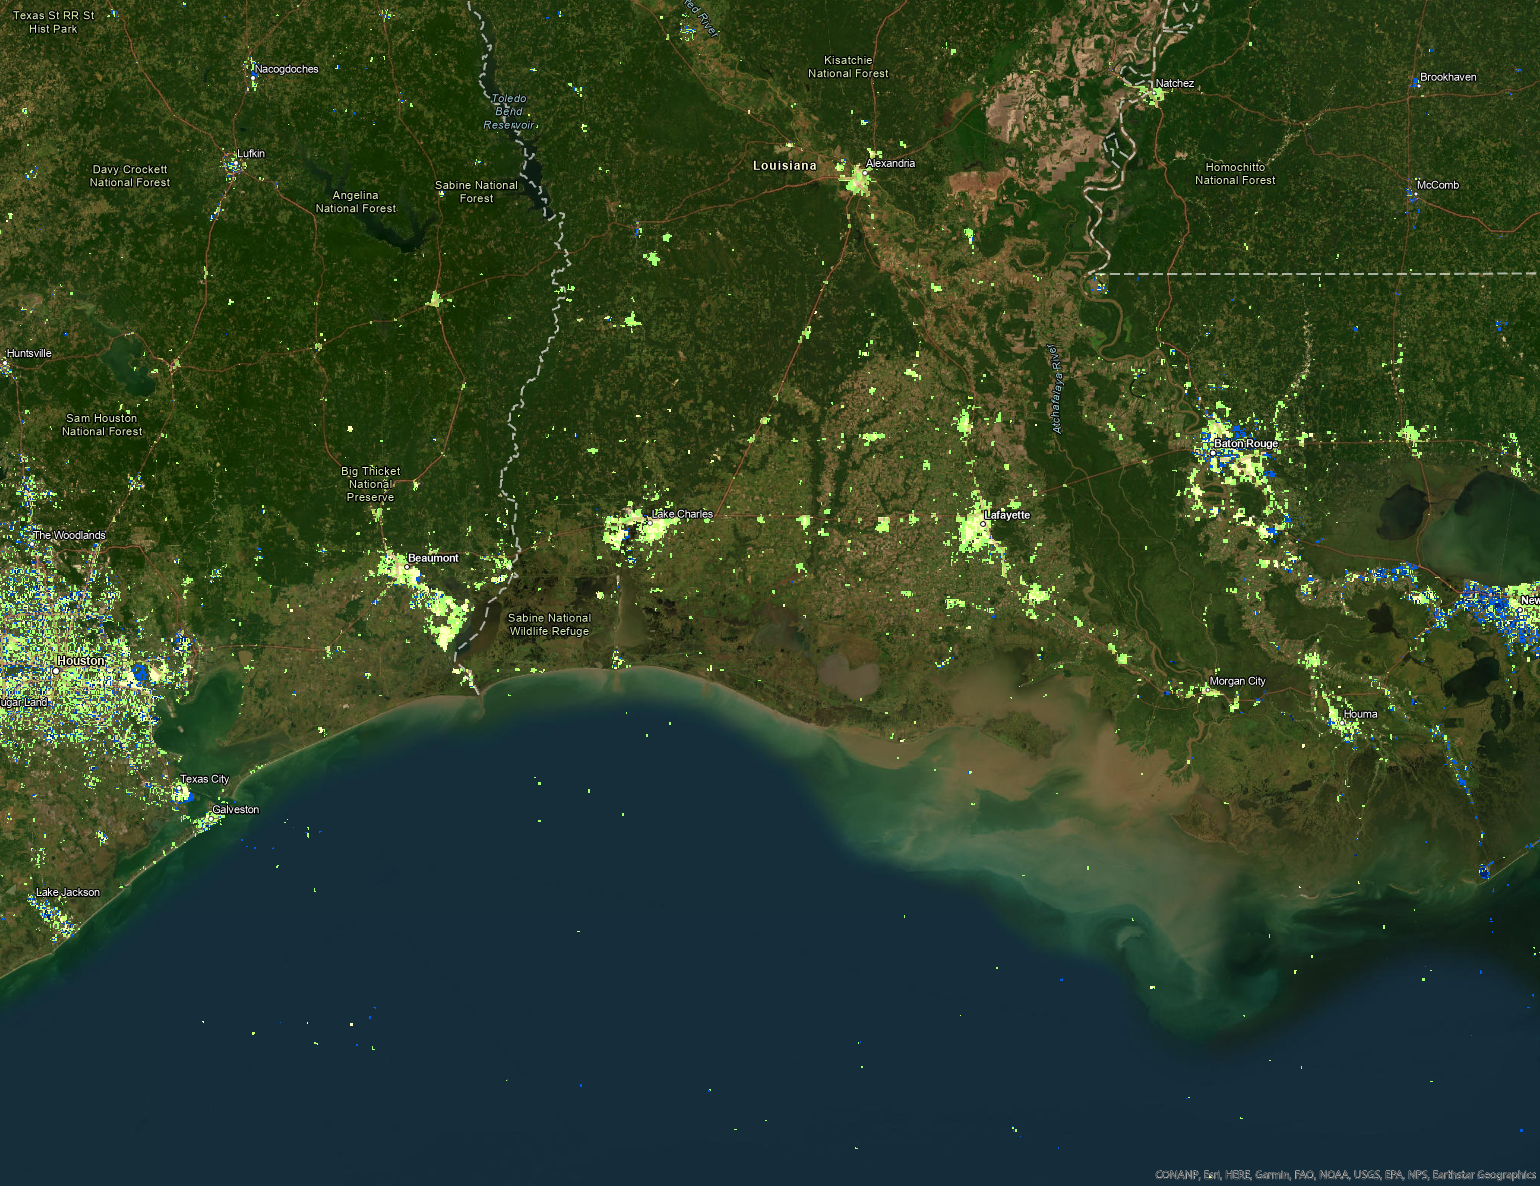 Texas St RR St
Hist Park
Red River
Kisatchie
National Forest
Nacogdoches
Brookhaven
Natchez
Toledo
Bend
Reservoir
Lufkin
Louisiana
Alexandria
Davy Crockett
National Forest
Homochitto
National Forest
Sabine National
Forest
McComb
Angelina
National Forest
Huntsville
Atchafalaya River
Sam Houston
National Forest
Baton Rouge
Big Thicket
National
Preserve
Lake Charles
Lafayette
The Woodlands
Beaumont
New
Sabine National
Wildlife Refuge
Houston
Morgan City
ugar Land
Houma
Texas City
Galveston
Lake Jackson
CONANP, Esri, HERE, Garmin, FAO, NOAA, USGS, EPA, NPS, Earthstar Geographics